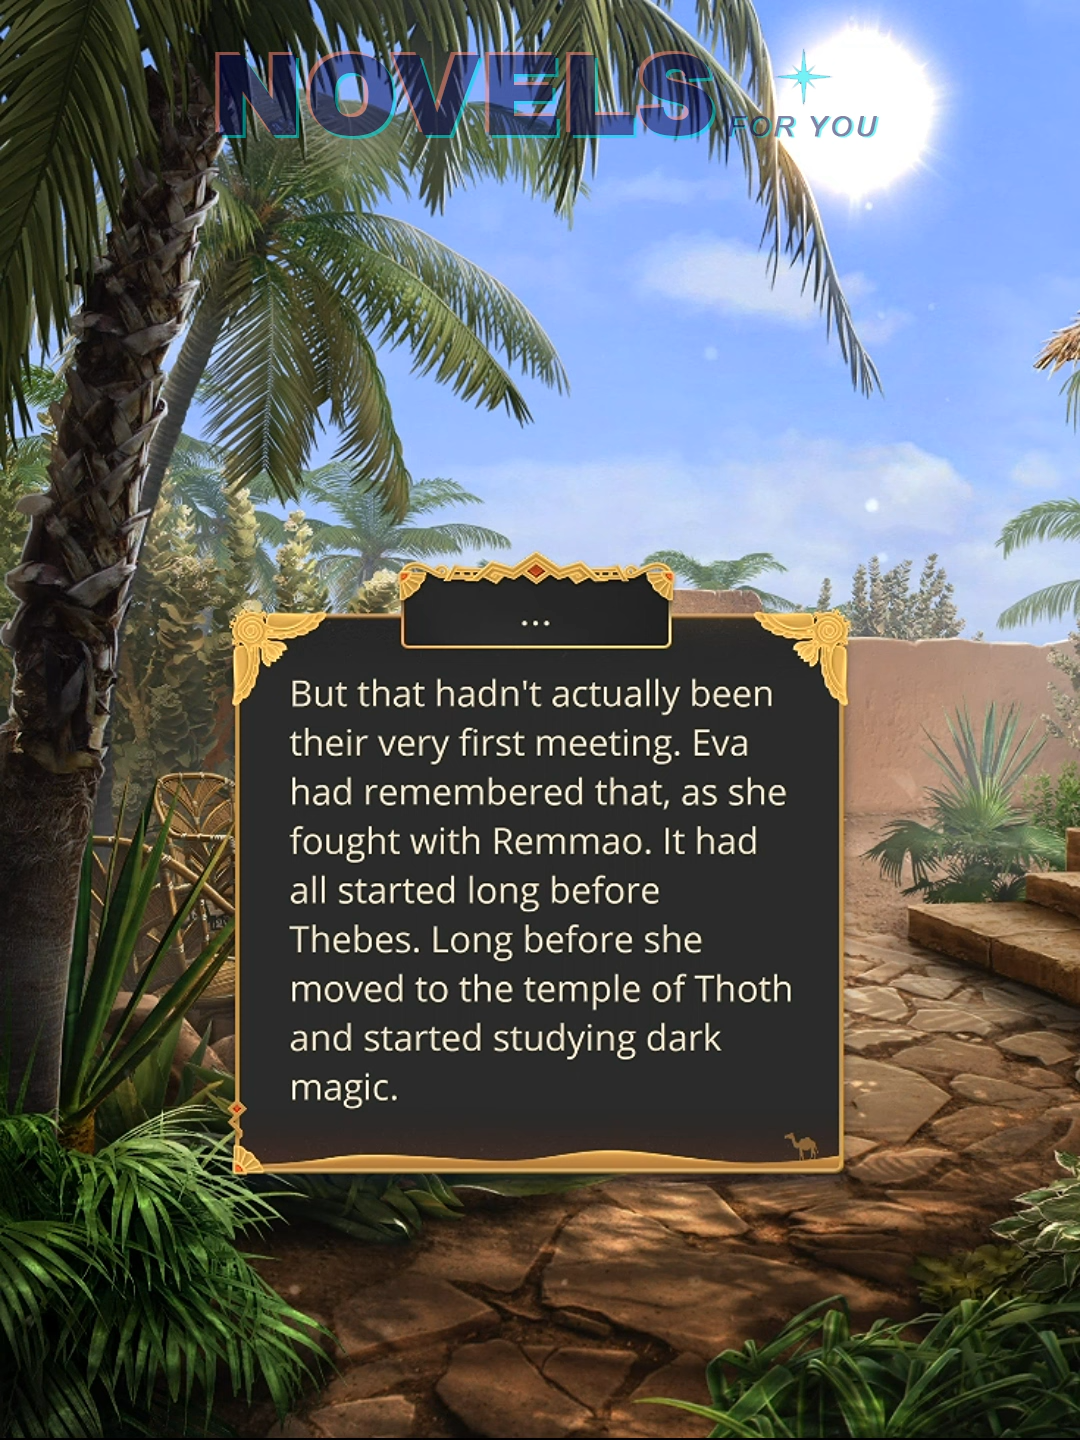 NOVELS
FOR YOU
...
But that hadn't actually been
their very first meeting. Eva
had remembered that, as she
fought with Remmao. It had
all started long before
Thebes. Long before she
moved to the temple of Thoth
and started studying dark
magic.